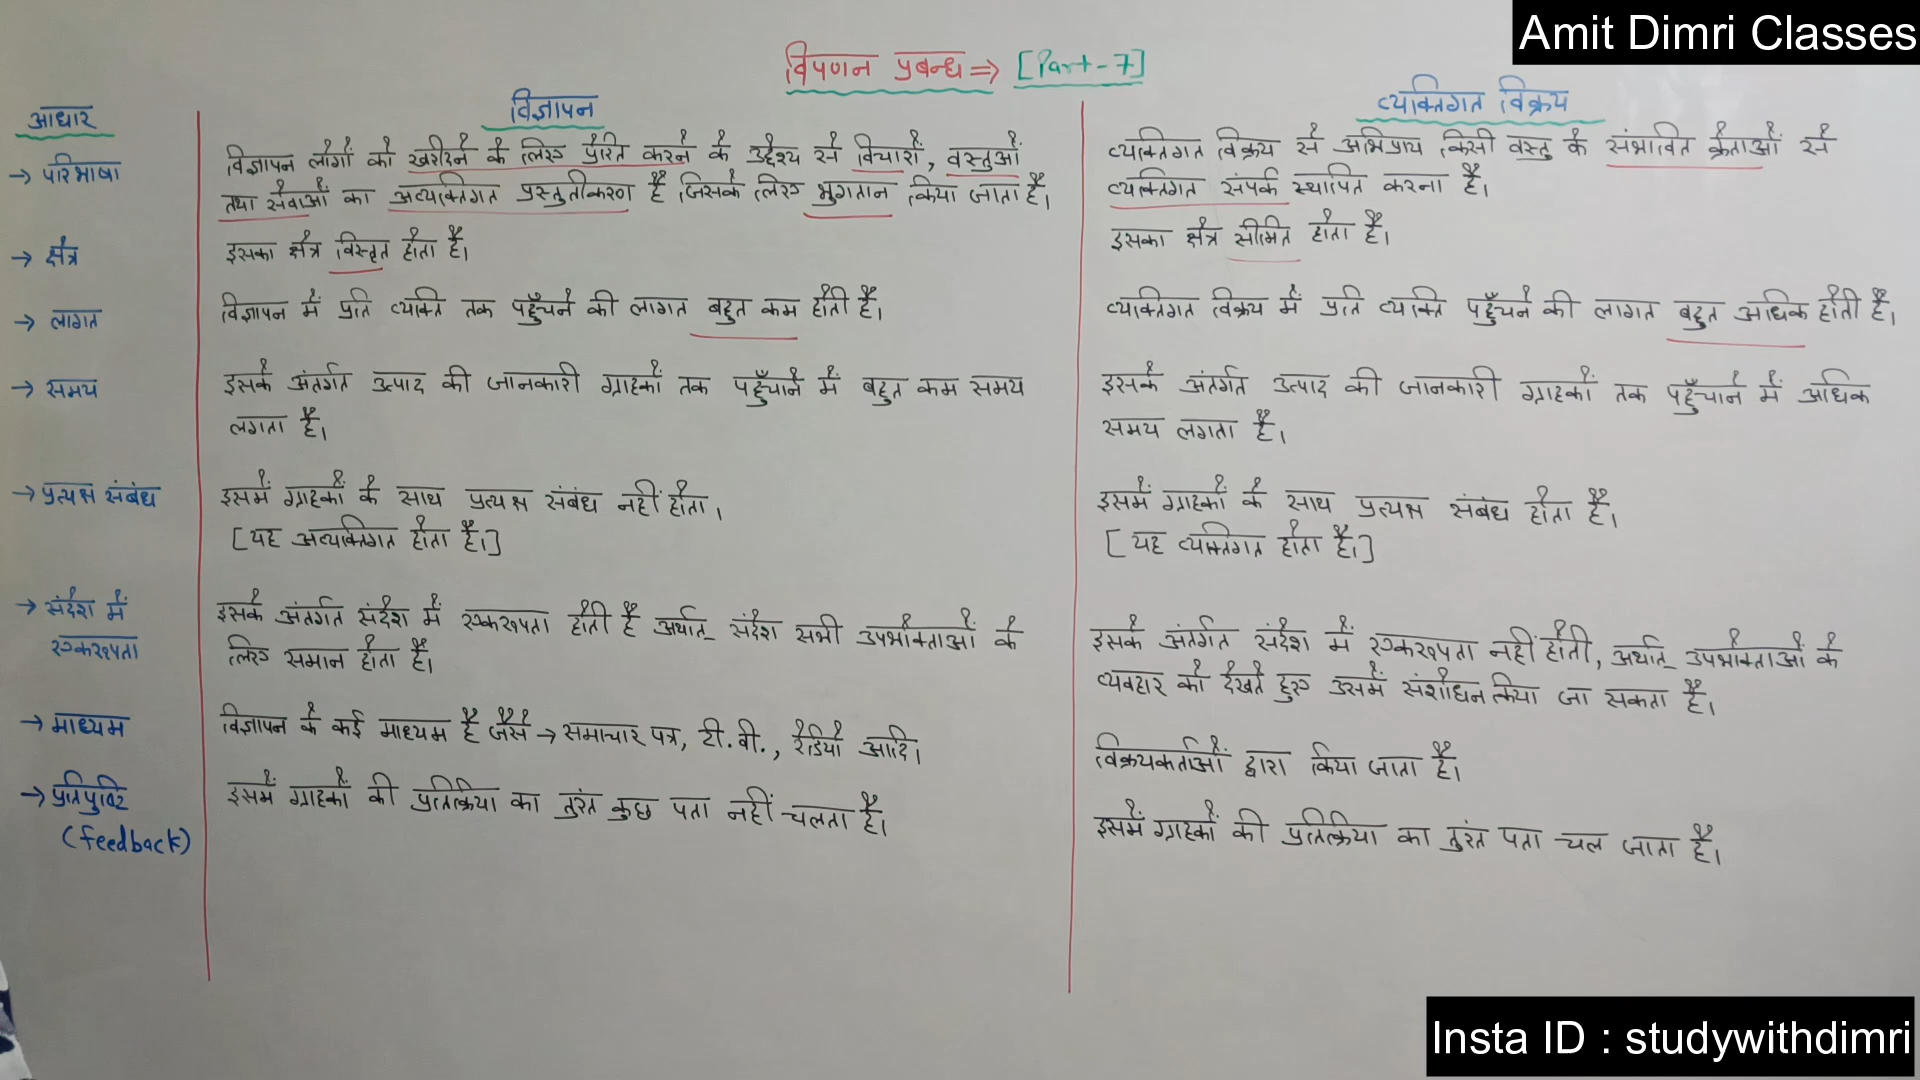 Amit Dimri Classes
विपणन प्रबन्ध ⇒ [Part-7]
आधार
विज्ञापन
व्यक्तिगत विक्रय
→ परिभाषा
विज्ञापन लोगों को खरीदने के लिए प्रेरित करने के उद्देश्य से विचारों, वस्तुओं
तथा सेवाओं का अव्यक्तिगत प्रस्तुतीकरण है जिसके लिए भुगतान किया जाता है।
व्यक्तिगत विक्रय से अभिप्राय किसी वस्तु के संभावित क्रेताओं से
व्यक्तिगत संपर्क स्थापित करना है।
→ क्षेत्र
इसका क्षेत्र विस्तृत होता है।
इसका क्षेत्र सीमित होता है।
→ लागत
विज्ञापन में प्रति व्यक्ति तक पहुँचने की लागत बहुत कम होती है।
व्यक्तिगत विक्रय में प्रति व्यक्ति पहुँचने की लागत बहुत अधिक होती है।
→ समय
इसके अंतर्गत उत्पाद की जानकारी ग्राहकों तक पहुँचाने में बहुत कम समय
लगता है।
इसके अंतर्गत उत्पाद की जानकारी ग्राहकों तक पहुँचाने में अधिक
समय लगता है।
→ प्रत्यक्ष संबंध
इसमें ग्राहकों के साथ प्रत्यक्ष संबंध नहीं होता।
[यह अव्यक्तिगत होता है।]
इसमें ग्राहकों के साथ प्रत्यक्ष संबंध होता है।
[यह व्यक्तिगत होता है।]
→ संदेश में
एकरूपता
इसके अंतर्गत संदेश में एकरूपता होती है अर्थात् संदेश सभी उपभोक्ताओं के
लिए समान होता है।
इसके अंतर्गत संदेश में एकरूपता नहीं होती, अर्थात् उपभोक्ताओं के
व्यवहार को देखते हुए उसमें संशोधन किया जा सकता है।
→ माध्यम
विज्ञापन के कई माध्यम है जैसे → समाचार पत्र, टी.वी., रेडियो आदि।
विक्रयकर्ताओं द्वारा किया जाता है।
→ प्रतिपुष्टि
(feedback)
इसमें ग्राहकों की प्रतिक्रिया का तुरंत कुछ पता नहीं चलता है।
इसमें ग्राहकों की प्रतिक्रिया का तुरंत पता चल जाता है।
Insta ID : studywithdimri